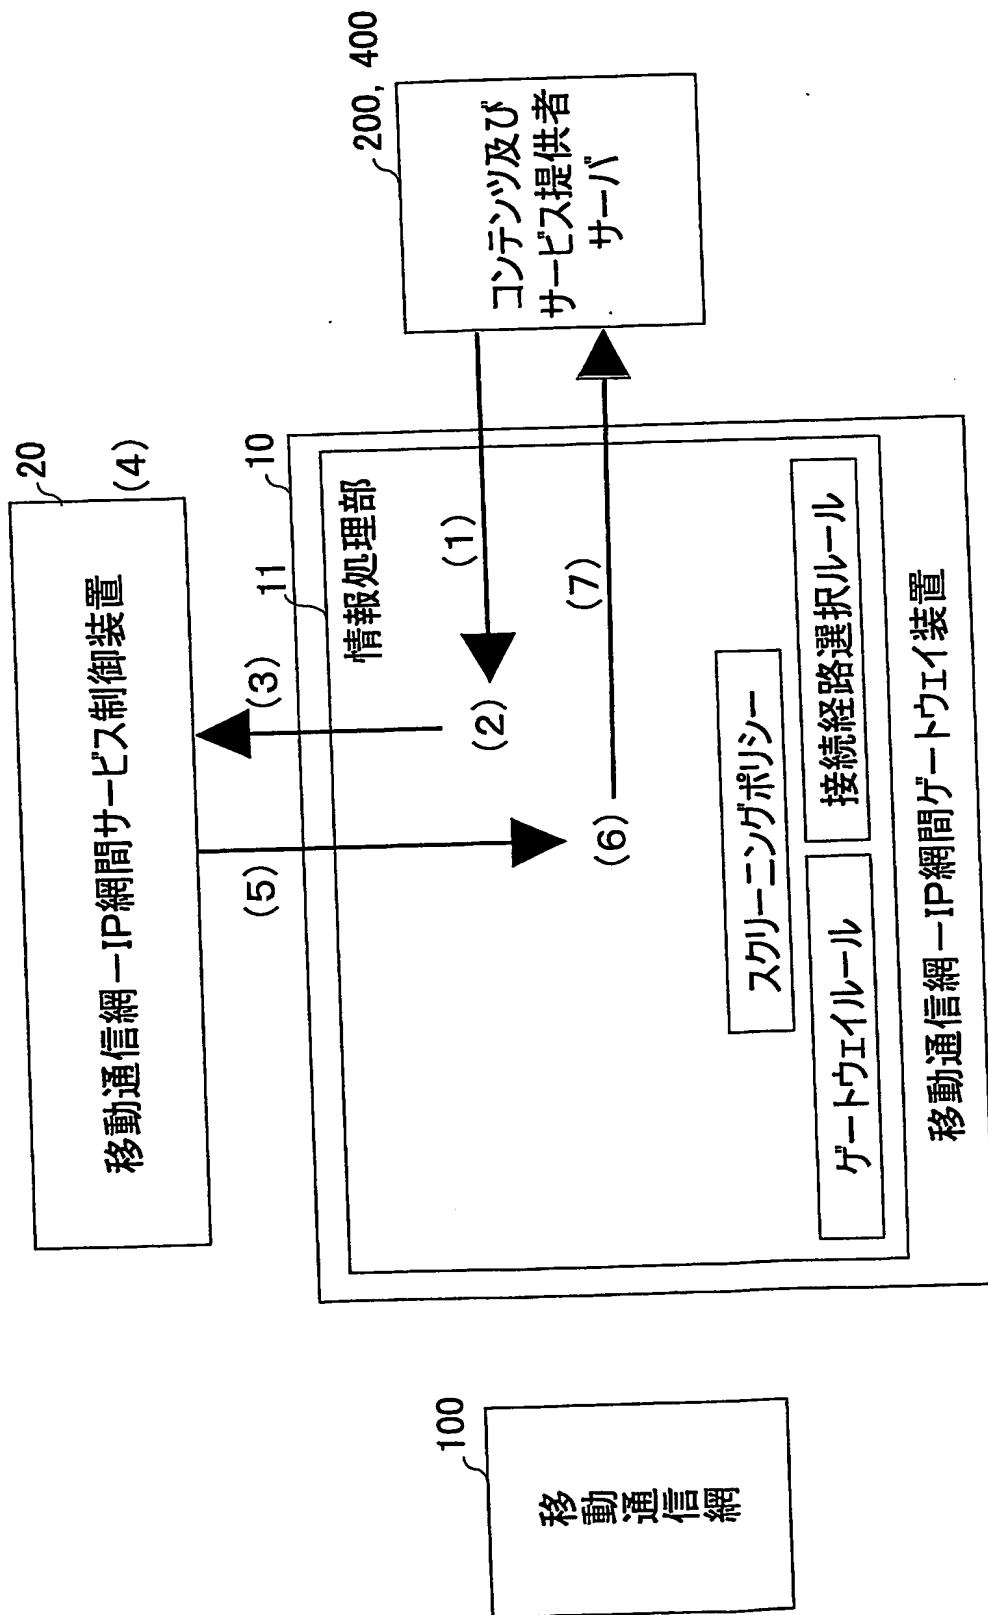 20
移動通信網－IP網間サービス制御装置
(4)
(3)
(5)
10
11
情報処理部
(1)
(2)
(6)
(7)
スクリーニングポリシー
ゲートウェイルール
接続経路選択ルール
移動通信網－IP網間ゲートウェイ装置
100
移動通信網
200, 400
コンテンツ及び
サービス提供者
サーバ